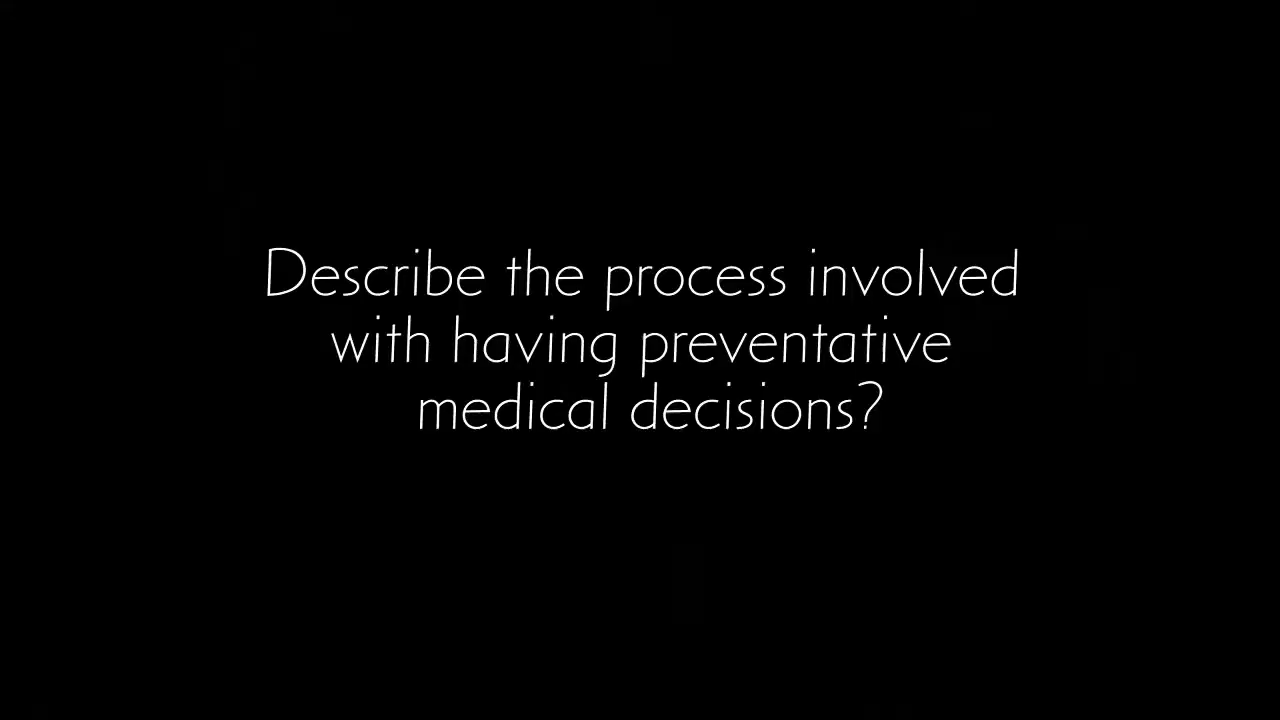 Describe the process involved
with having preventative
medical decisions?